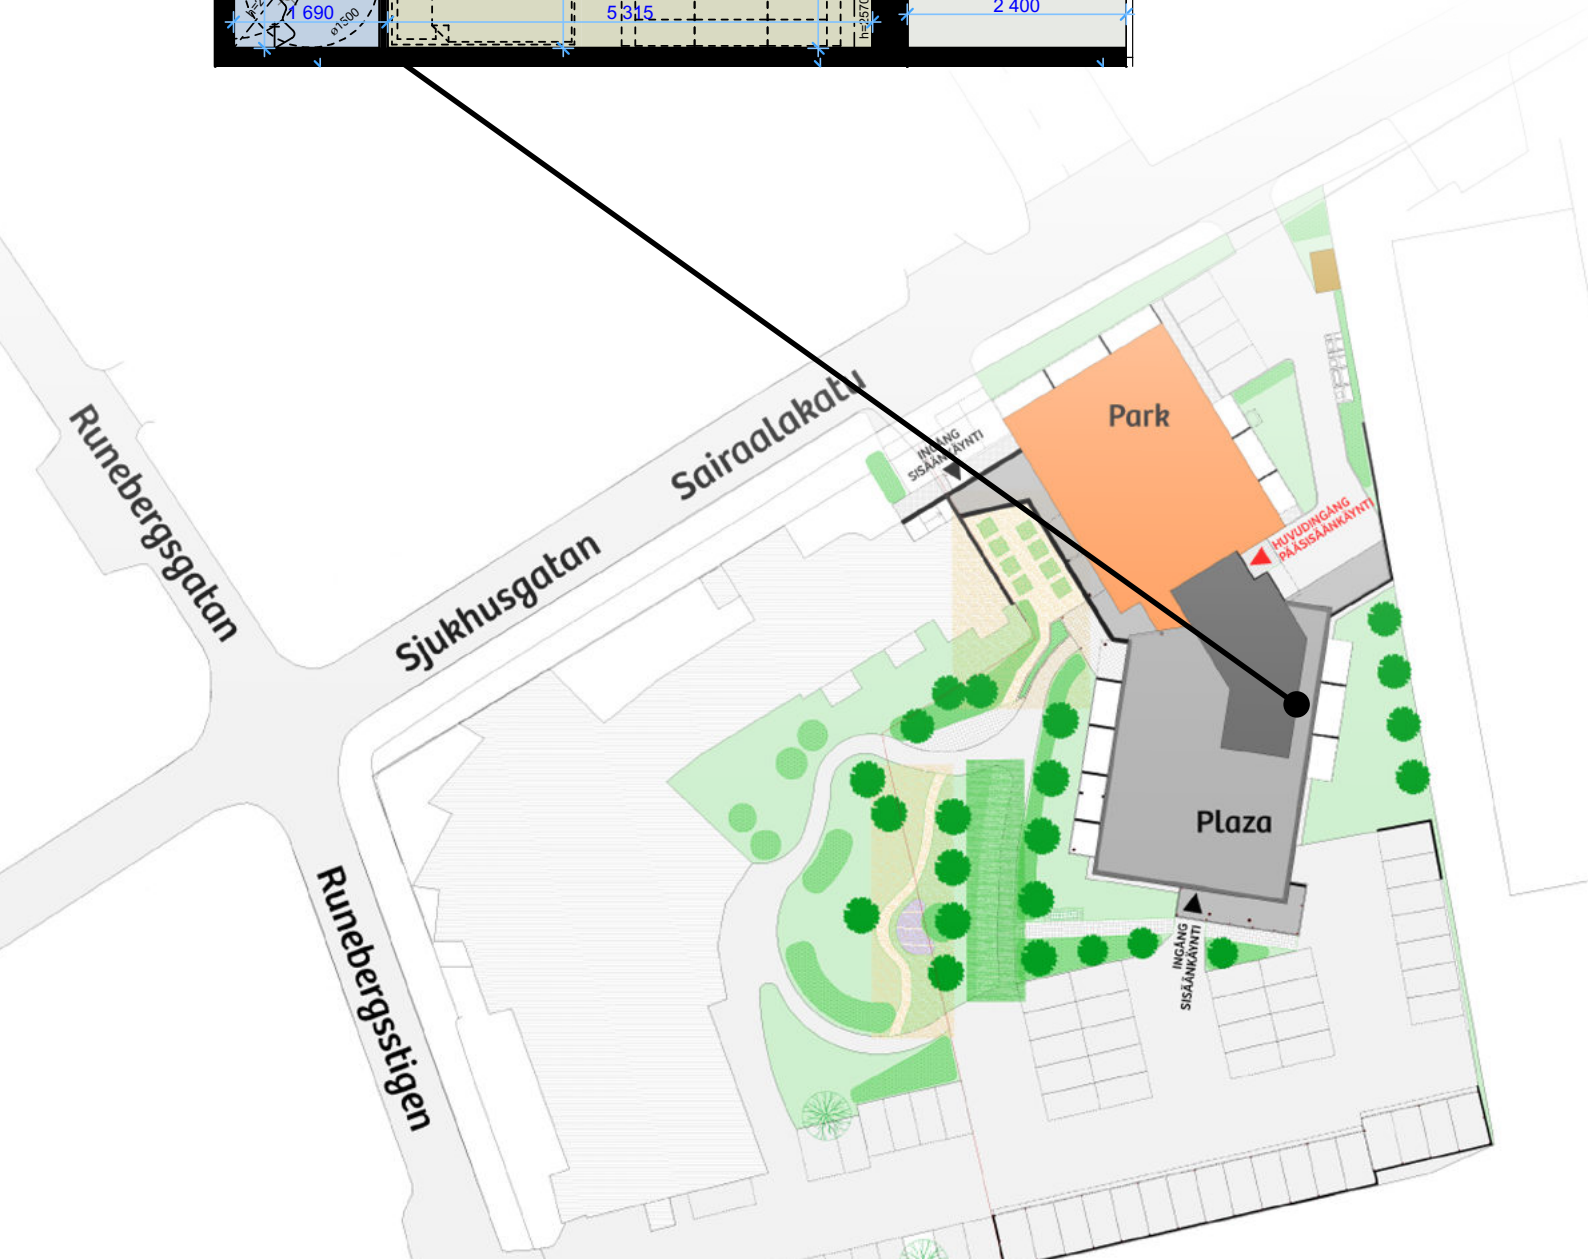 1 690
5 315
2 400
ø1500
h=2570
Park
INGÅNG
SISÄÄNKÄYNTI
Sairaalakatu
HUVUDINGÅNG
PÄÄSISÄÄNKÄYNTI
Runebergsgatan
Sjukhusgatan
Plaza
INGÅNG
SISÄÄNKÄYNTI
Runebergsstigen